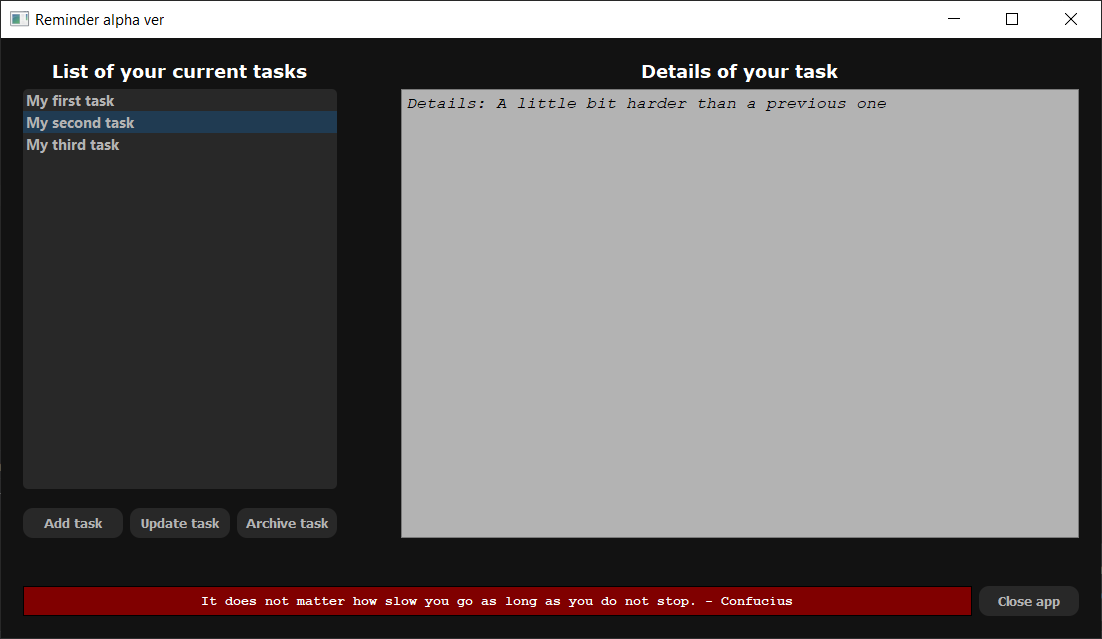 Reminder alpha ver
List of your current tasks
My first task
My second task
My third task
Add task
Update task
Archive task
Details of your task
Details: A little bit harder than a previous one
It does not matter how slow you go as long as you do not stop. - Confucius
Close app